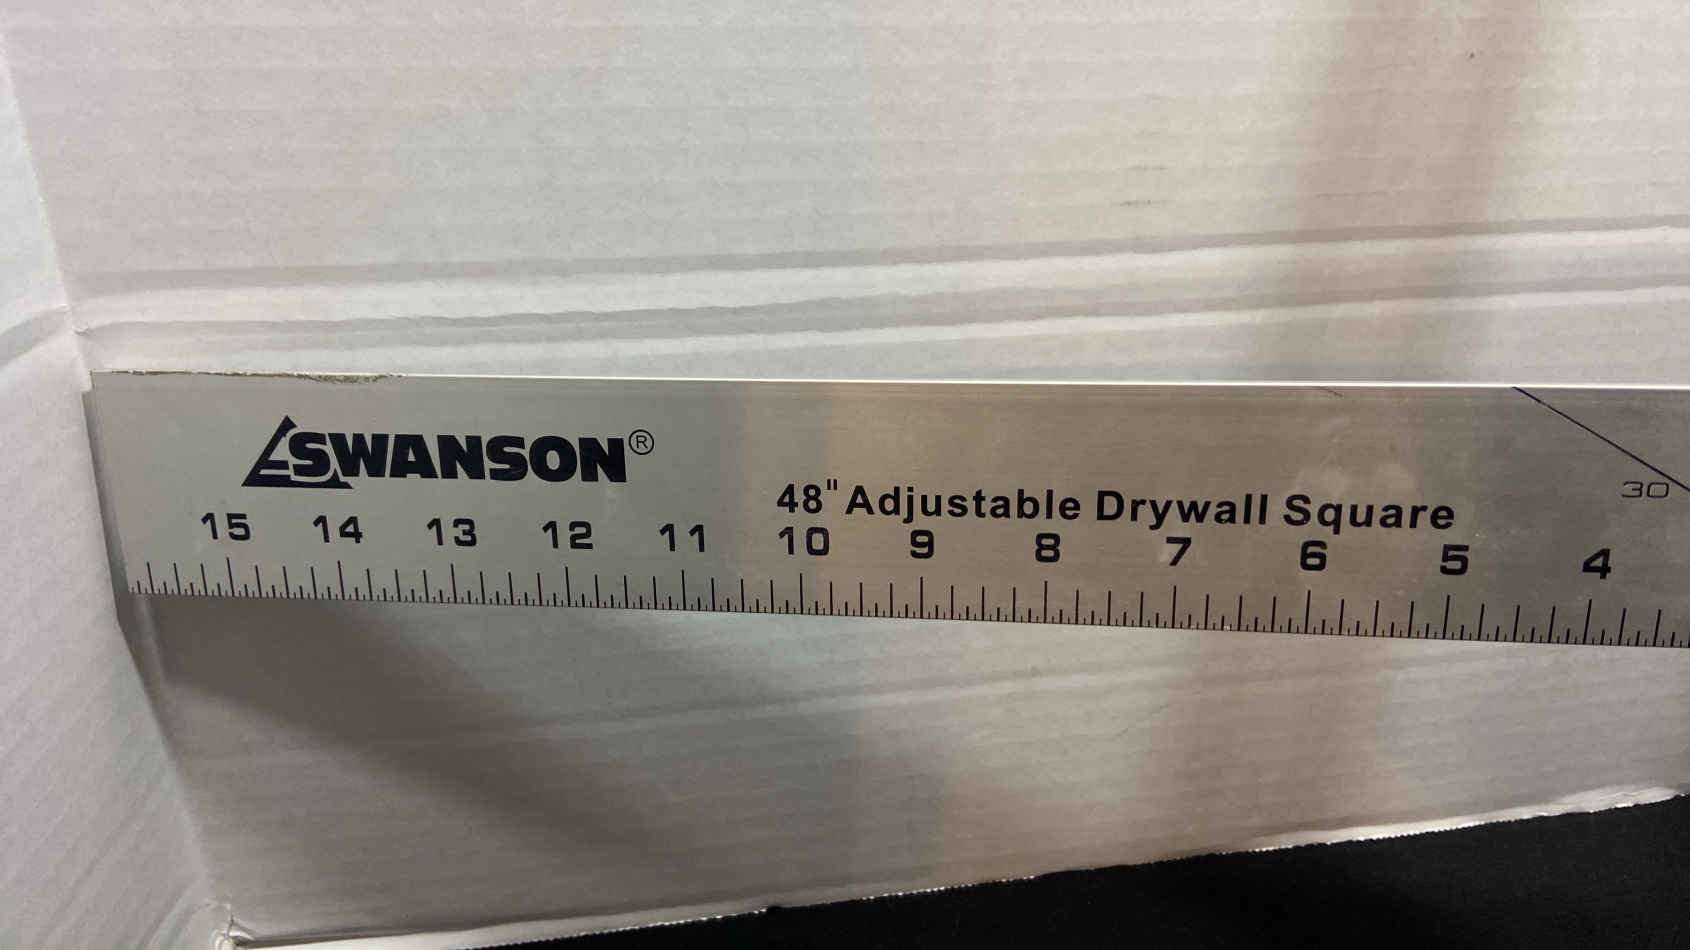 SWANSON®
48" Adjustable Drywall Square
30
15 14 13 12 11 10 9 8 7 6 5 4